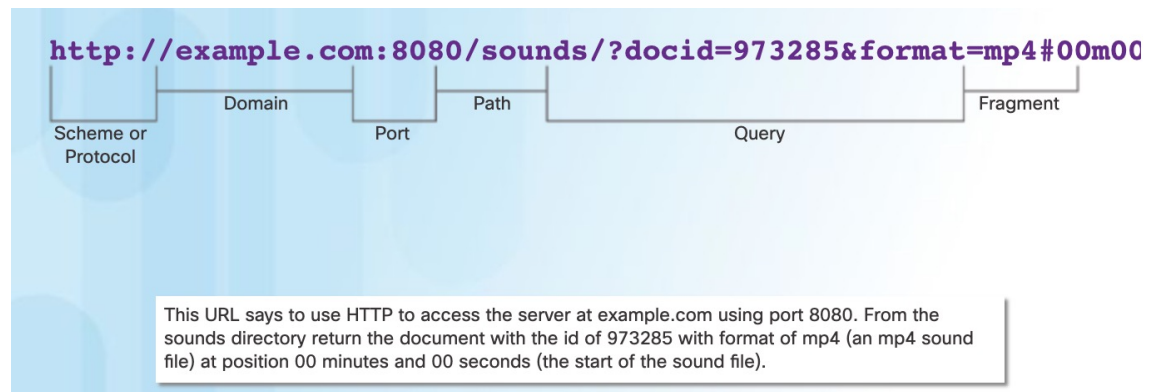 http://example.com:8080/sounds/?docid=973285&format=mp4#00m00
Domain Path Fragment
Scheme or Port Query
Protocol
This URL says to use HTTP to access the server at example.com using port 8080. From the
sounds directory return the document with the id of 973285 with format of mp4 (an mp4 sound
file) at position 00 minutes and 00 seconds (the start of the sound file).